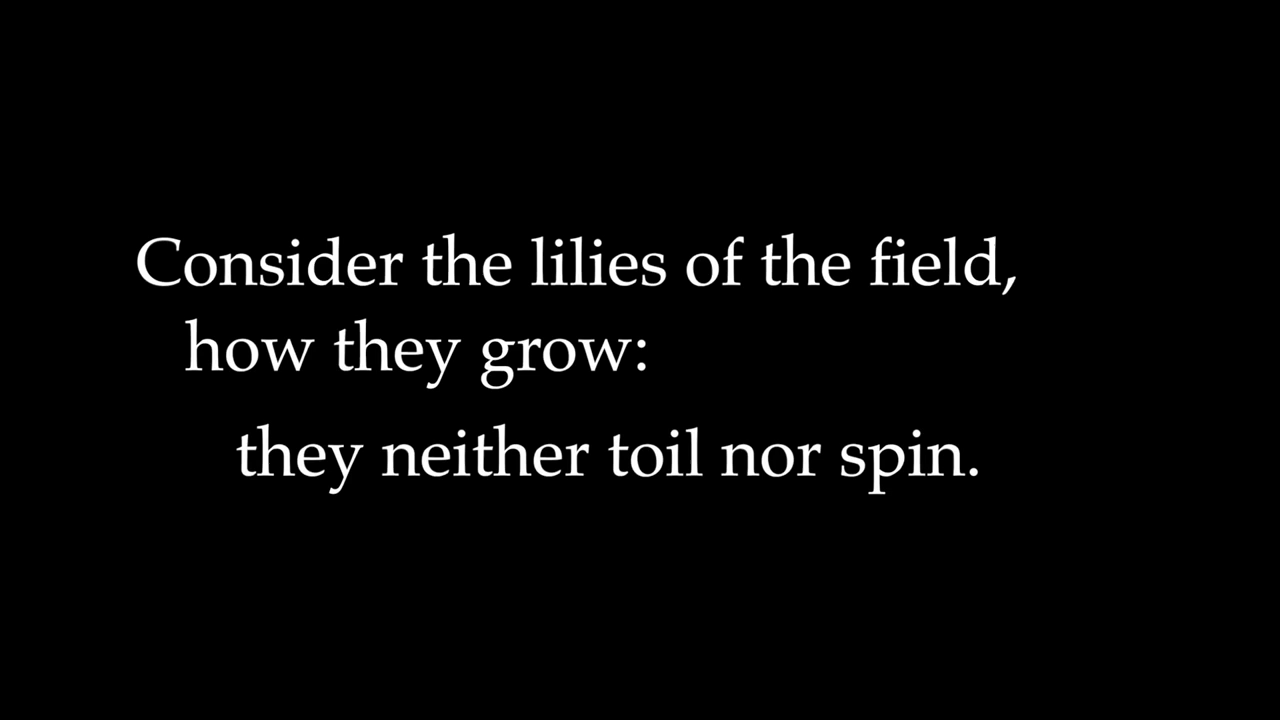 Consider the lilies of the field,
how they grow:
they neither toil nor spin.